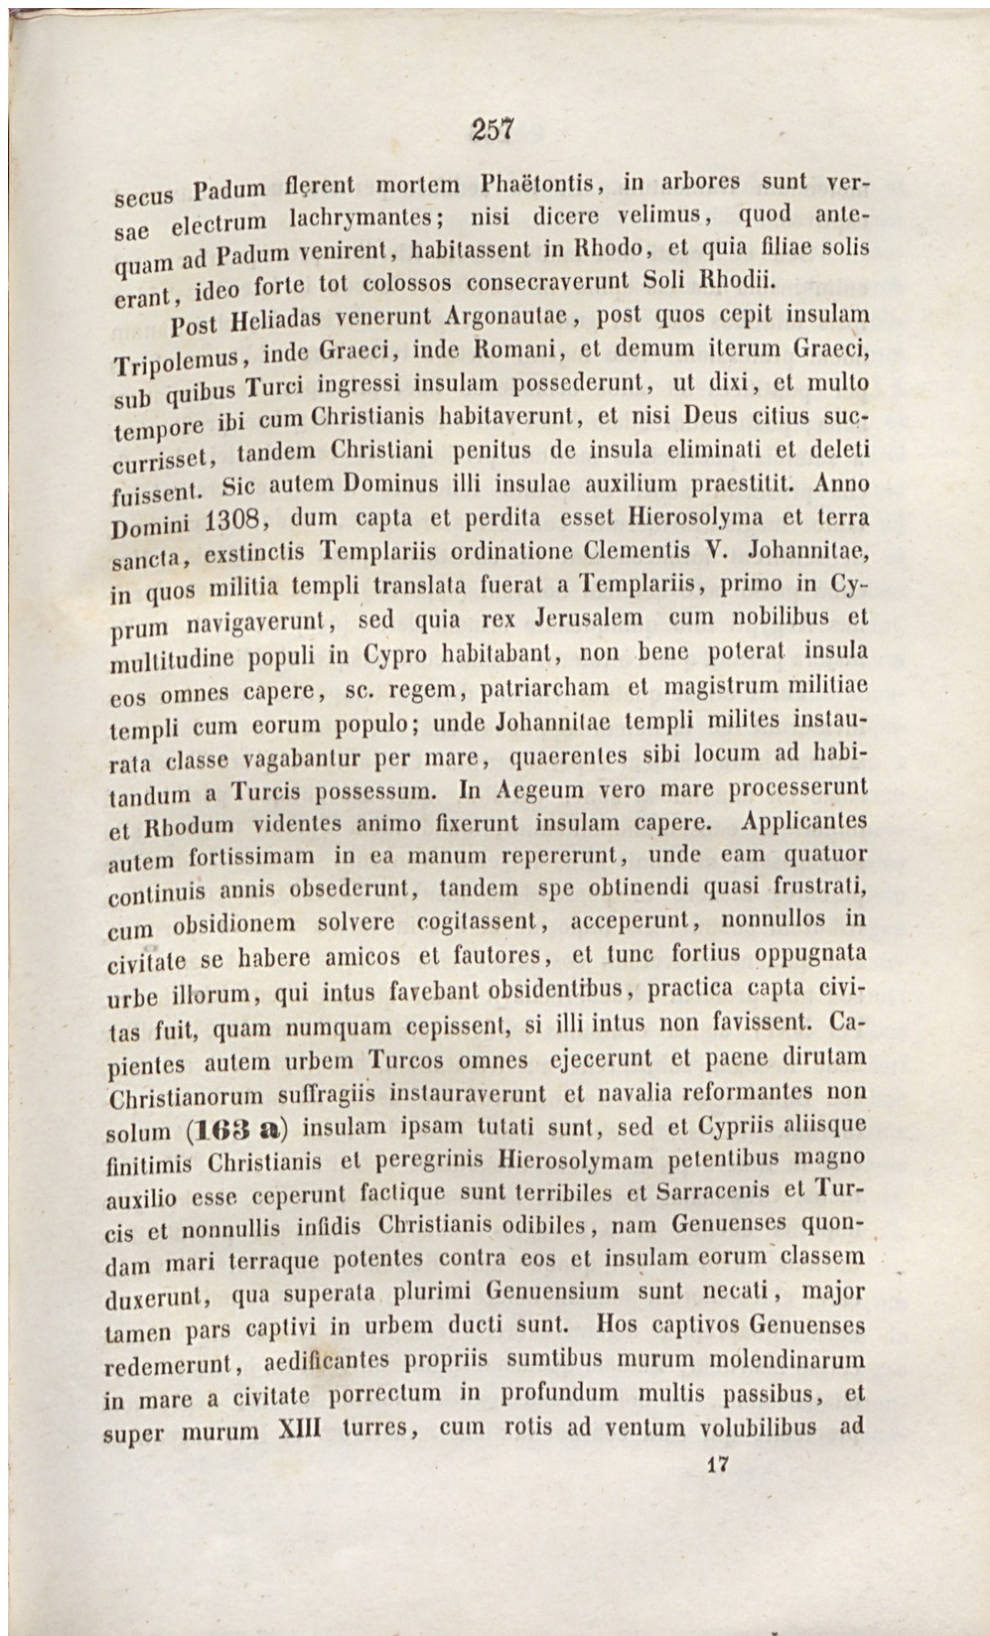 257
secus Padum flerent mortem Phaëtontis, in arbores sunt ver-
sae electrum lachrymantes; nisi dicere velimus, quod ante-
quam ad Padum venirent, habitassent in Rhodo, et quia filiae solis
erant, ideo forte tot colossos consecraverunt Soli Rhodii.
Post Heliadas venerunt Argonautae, post quos cepit insulam
Tripolemus, inde Graeci, inde Romani, et demum iterum Graeci,
sub quibus Turci ingressi insulam possederunt, ut dixi, et multo
tempore ibi cum Christianis habitaverunt, et nisi Deus citius suc-
currisset, tandem Christiani penitus de insula eliminati et deleti
fuissent. Sic autem Dominus illi insulae auxilium praestitit. Anno
Domini 1308, dum capta et perdita esset Hierosolyma et terra
sancta, exstinctis Templariis ordinatione Clementis V. Johannitae,
in quos militia templi translata fuerat a Templariis, primo in Cy-
prum navigaverunt, sed quia rex Jerusalem cum nobilibus et
multitudine populi in Cypro habitabant, non bene poterat insula
eos omnes capere, sc. regem, patriarcham et magistrum militiae
templi cum eorum populo; unde Johannitae templi milites instau-
rata classe vagabantur per mare, quaerentes sibi locum ad habi-
tandum a Turcis possessum. In Aegeum vero mare processerunt
et Rhodum videntes animo fixerunt insulam capere. Applicantes
autem fortissimam in ea manum repererunt, unde eam quatuor
continuis annis obsederunt, tandem spe obtinendi quasi frustrati,
cum obsidionem solvere cogitassent, acceperunt, nonnullos in
civitate se habere amicos et fautores, et tunc fortius oppugnata
urbe illorum, qui intus favebant obsidentibus, practica capta civi-
tas fuit, quam numquam cepissent, si illi intus non favissent. Ca-
pientes autem urbem Turcos omnes ejecerunt et paene dirutam
Christianorum suffragiis instauraverunt et navalia reformantes non
solum (163 a) insulam ipsam tutati sunt, sed et Cypriis aliisque
finitimis Christianis et peregrinis Hierosolymam petentibus magno
auxilio esse ceperunt factique sunt terribiles et Sarracenis et Tur-
cis et nonnullis infidis Christianis odibiles, nam Genuenses quon-
dam mari terraque potentes contra eos et insulam eorum classem
duxerunt, qua superata plurimi Genuensium sunt necati, major
tamen pars captivi in urbem ducti sunt. Hos captivos Genuenses
redemerunt, aedificantes propriis sumtibus murum molendinarum
in mare a civitate porrectum in profundum multis passibus, et
super murum XIII turres, cum rotis ad ventum volubilibus ad
17